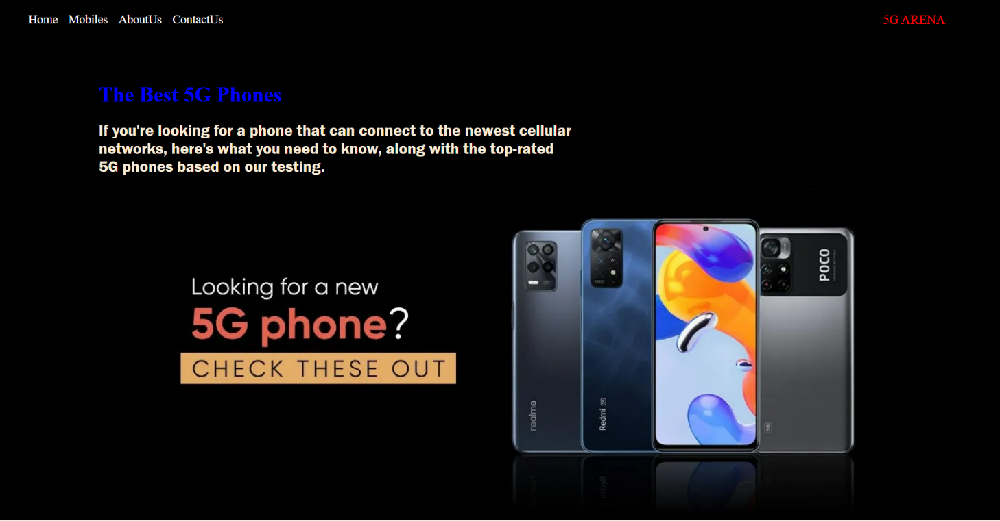 Home Mobiles AboutUs ContactUs
5G ARENA
The Best 5G Phones
If you're looking for a phone that can connect to the newest cellular
networks, here's what you need to know, along with the top-rated
5G phones based on our testing.
Looking for a new
5G phone?
CHECK THESE OUT
realme
Redmi 5G
POCO
5G